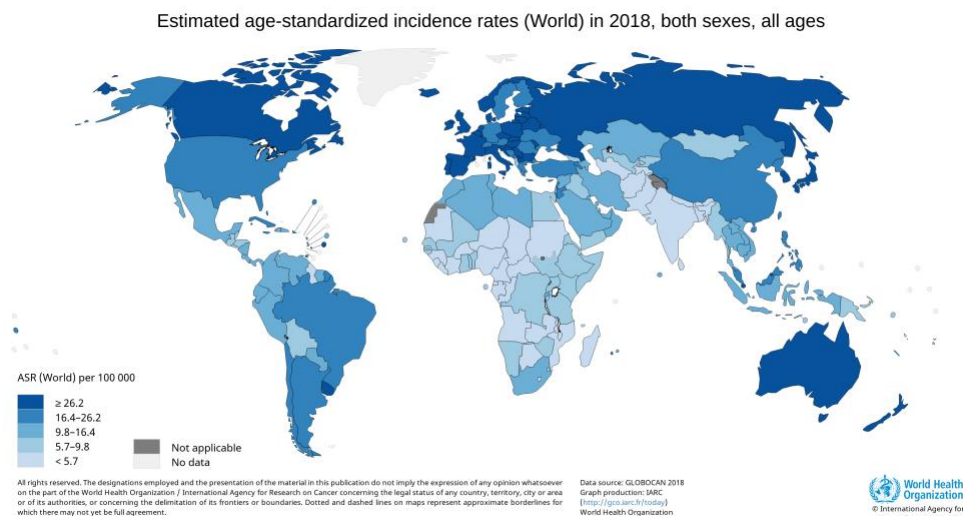 Estimated age-standardized incidence rates (World) in 2018, both sexes, all ages
ASR (World) per 100 000
≥ 26.2
16.4–26.2
9.8–16.4
5.7–9.8
< 5.7
Not applicable
No data
All rights reserved. The designations employed and the presentation of the material in this publication do not imply the expression of any opinion whatsoever
on the part of the World Health Organization / International Agency for Research on Cancer concerning the legal status of any country, territory, city or area
or of its authorities, or concerning the delimitation of its frontiers or boundaries. Dotted and dashed lines on maps represent approximate borderlines for
which there may not yet be full agreement.
Data source: GLOBOCAN 2018
Graph production: IARC
(http://gco.iarc.fr/today)
World Health Organization
World Health
Organization
© International Agency for